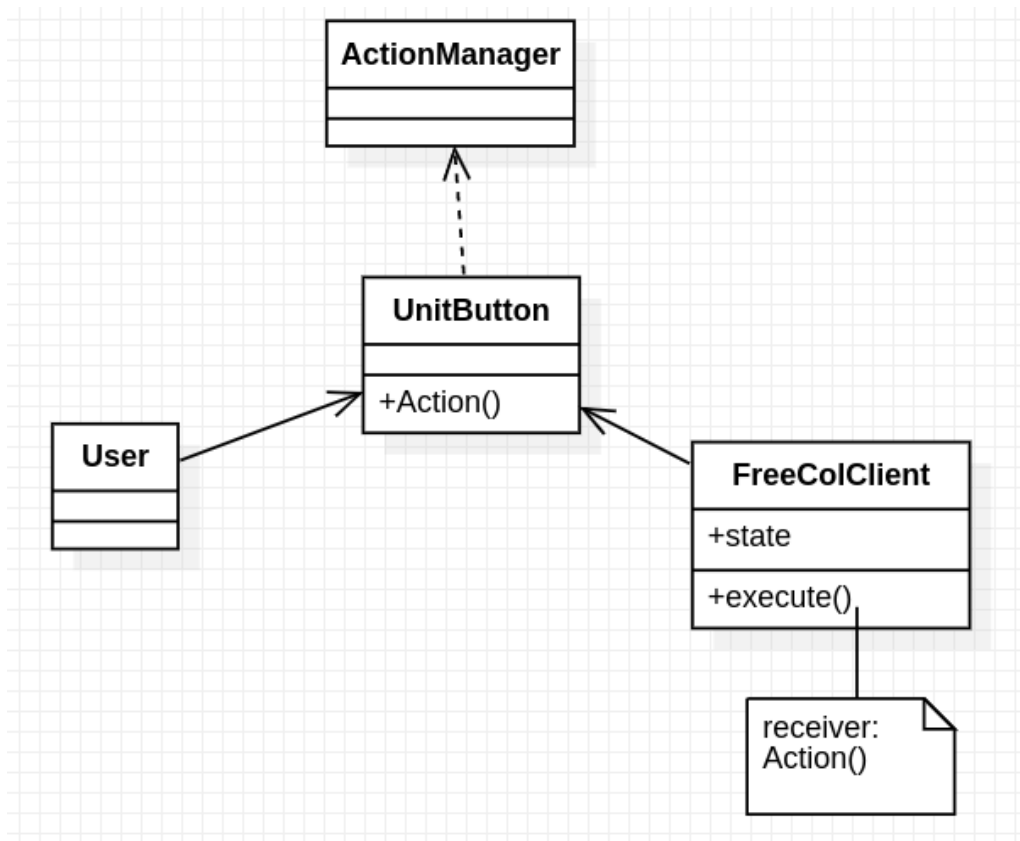 ActionManager
UnitButton
+Action()
User
FreeColClient
+state
+execute()
receiver:
Action()